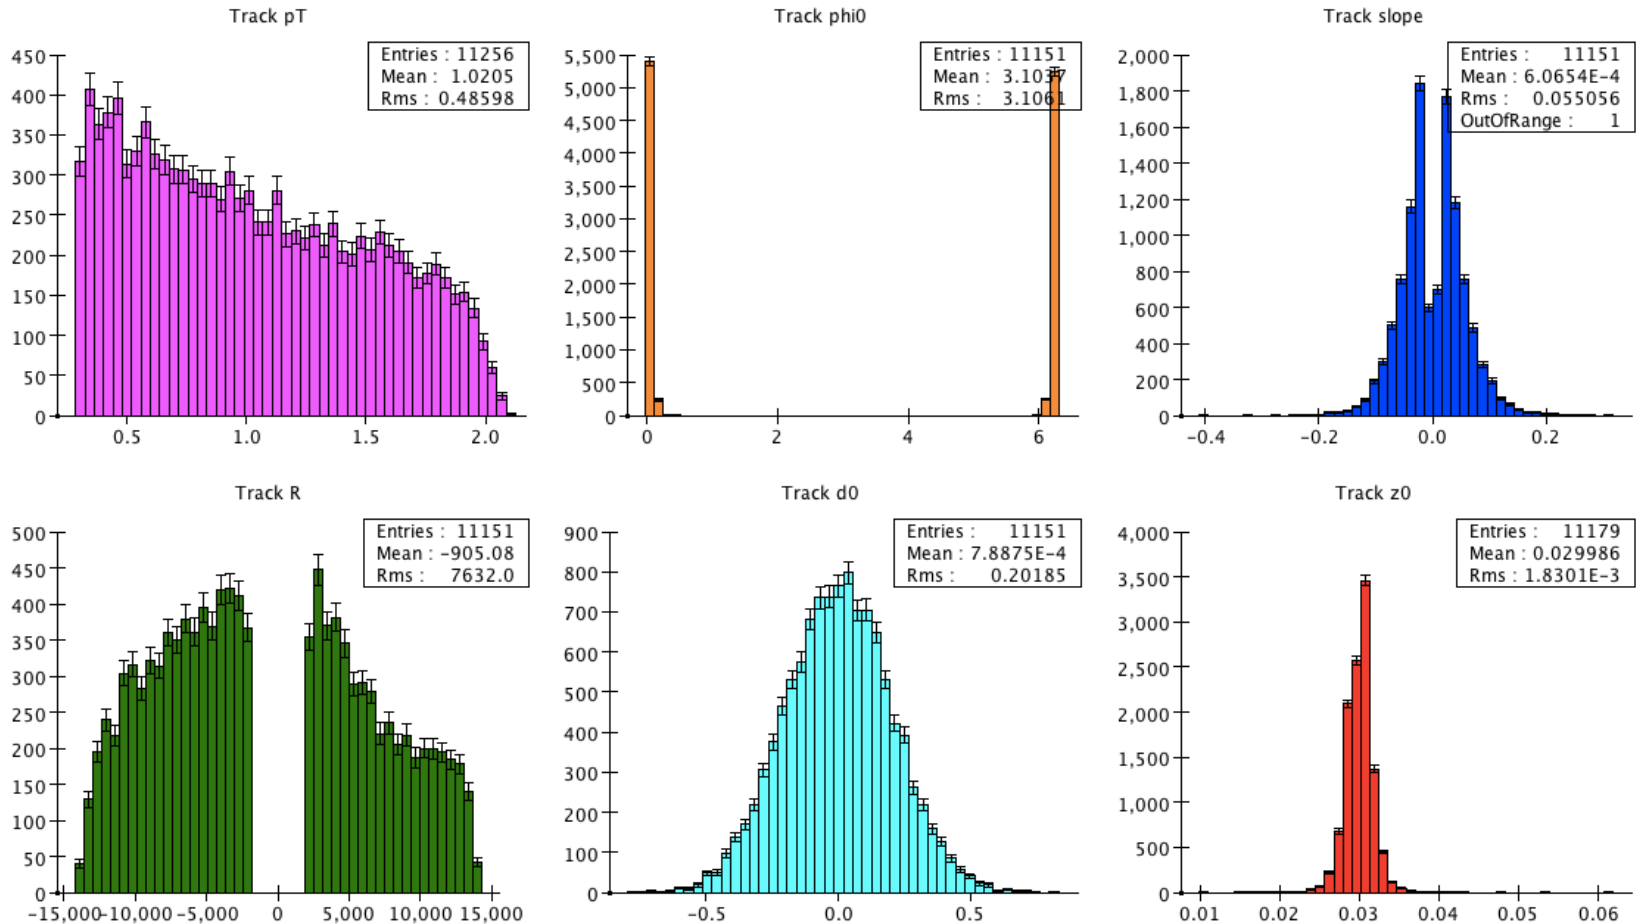 Track pT
Entries : 11256
Mean : 1.0205
Rms : 0.48598
450
400
350
300
250
200
150
100
50
0
0.5 1.0 1.5 2.0
Track phi0
Entries : 11151
Mean : 3.1037
Rms : 3.1061
5,500
5,000
4,500
4,000
3,500
3,000
2,500
2,000
1,500
1,000
500
0
0 2 4 6
Track slope
Entries : 11151
Mean : 6.0654E-4
Rms : 0.055056
OutOfRange : 1
2,000
1,800
1,600
1,400
1,200
1,000
800
600
400
200
0
-0.4 -0.2 0.0 0.2
Track R
Entries : 11151
Mean : -905.08
Rms : 7632.0
500
450
400
350
300
250
200
150
100
50
0
-15,000 -10,000 -5,000 0 5,000 10,000 15,000
Track d0
Entries : 11151
Mean : 7.8875E-4
Rms : 0.20185
900
800
700
600
500
400
300
200
100
0
-0.5 0.0 0.5
Track z0
Entries : 11179
Mean : 0.029986
Rms : 1.8301E-3
4,000
3,500
3,000
2,500
2,000
1,500
1,000
500
0
0.01 0.02 0.03 0.04 0.05 0.06